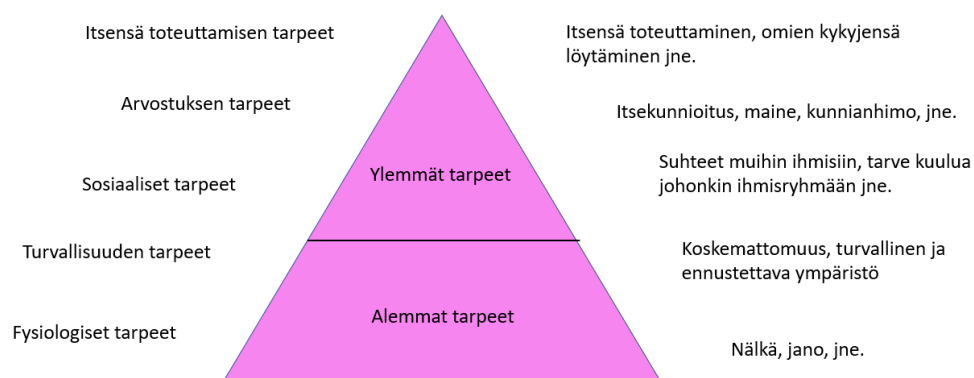 Itsensä toteuttamisen tarpeet
Itsensä toteuttaminen, omien kykyjensä
löytäminen jne.
Arvostuksen tarpeet
Itsekunnioitus, maine, kunnianhimo, jne.
Ylemmät tarpeet
Sosiaaliset tarpeet
Suhteet muihin ihmisiin, tarve kuulua
johonkin ihmisryhmään jne.
Turvallisuuden tarpeet
Koskemattomuus, turvallinen ja
ennustettava ympäristö
Alemmat tarpeet
Fysiologiset tarpeet
Nälkä, jano, jne.